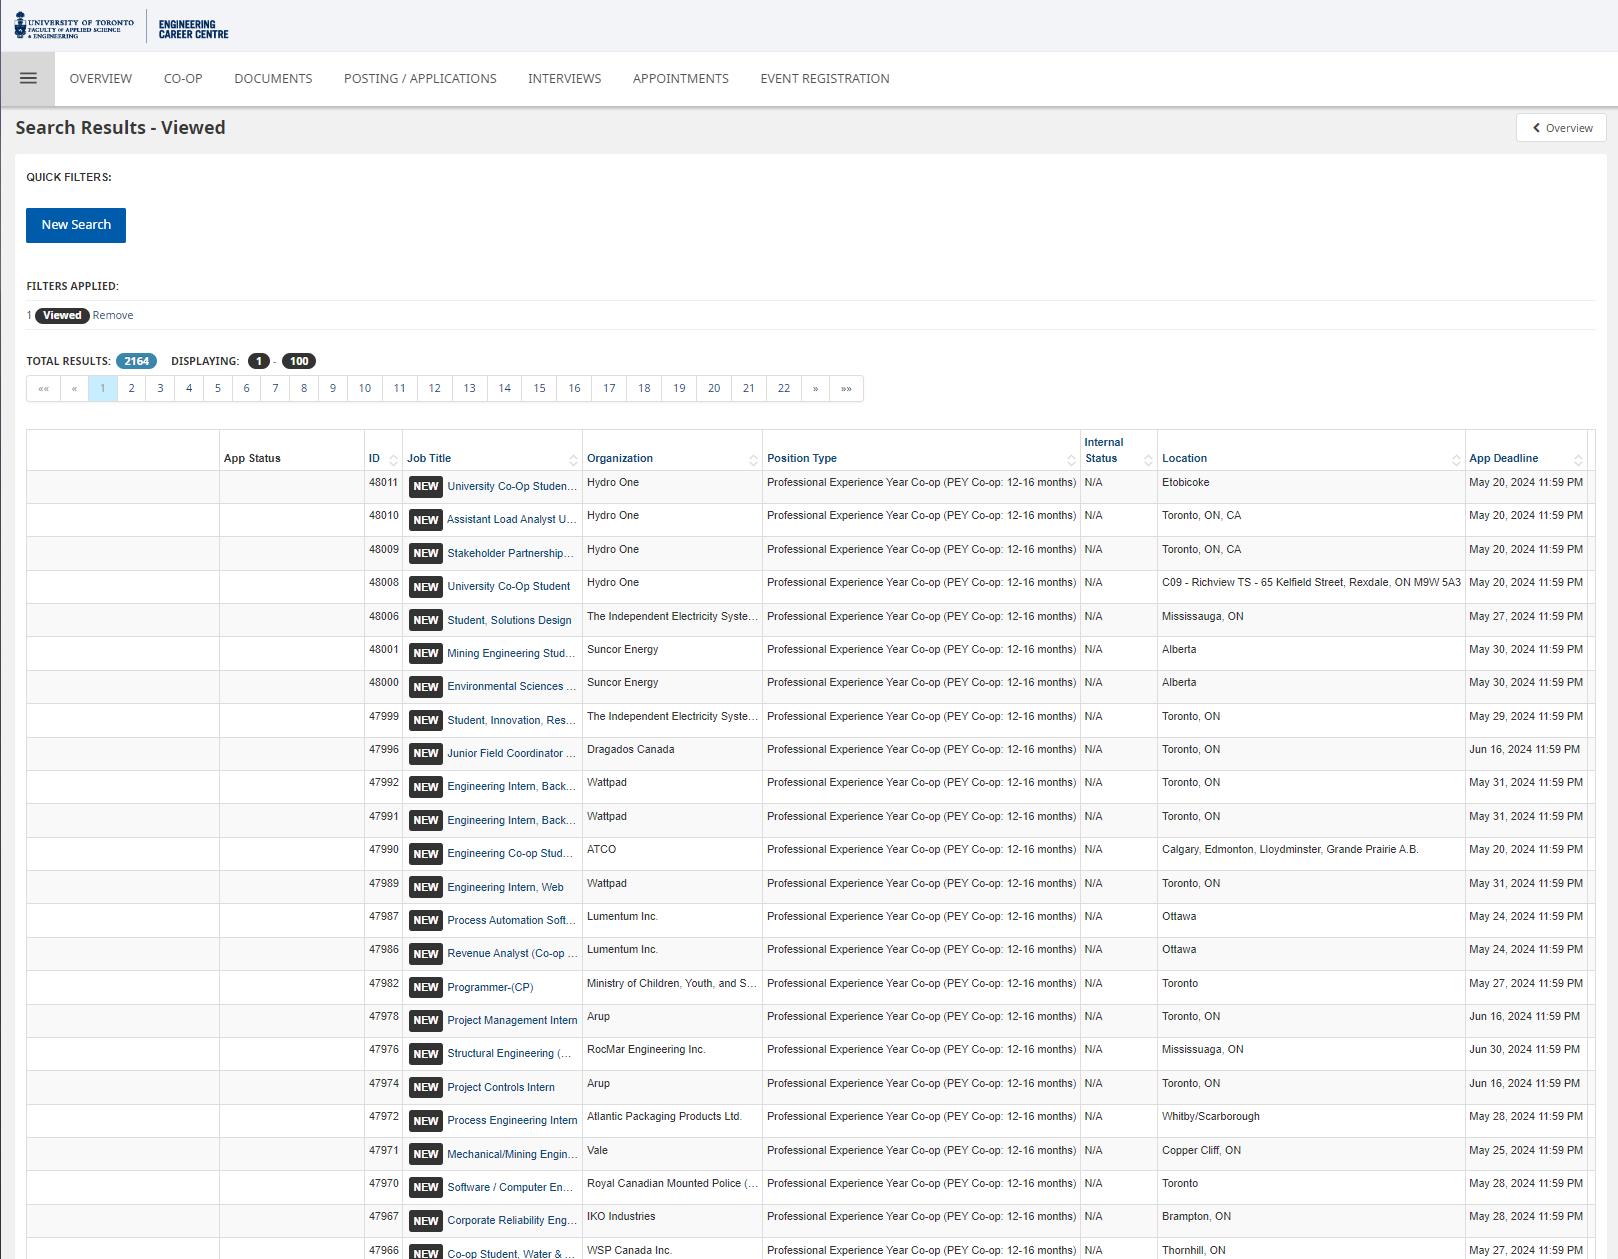 UNIVERSITY OF TORONTO
FACULTY OF APPLIED SCIENCE
& ENGINEERING
ENGINEERING
CAREER CENTRE
OVERVIEW CO-OP DOCUMENTS POSTING / APPLICATIONS INTERVIEWS APPOINTMENTS EVENT REGISTRATION
Search Results - Viewed
Overview
QUICK FILTERS:
New Search
FILTERS APPLIED:
1 Viewed Remove
TOTAL RESULTS: 2164 DISPLAYING: 1 - 100
«« « 1 2 3 4 5 6 7 8 9 10 11 12 13 14 15 16 17 18 19 20 21 22 » »»
App Status ID Job Title Organization Position Type Internal Status Location App Deadline
48011 NEW University Co-Op Studen... Hydro One Professional Experience Year Co-op (PEY Co-op: 12-16 months) N/A Etobicoke May 20, 2024 11:59 PM
48010 NEW Assistant Load Analyst U... Hydro One Professional Experience Year Co-op (PEY Co-op: 12-16 months) N/A Toronto, ON, CA May 20, 2024 11:59 PM
48009 NEW Stakeholder Partnership... Hydro One Professional Experience Year Co-op (PEY Co-op: 12-16 months) N/A Toronto, ON, CA May 20, 2024 11:59 PM
48008 NEW University Co-Op Student Hydro One Professional Experience Year Co-op (PEY Co-op: 12-16 months) N/A C09 - Richview TS - 65 Kelfield Street, Rexdale, ON M9W 5A3 May 20, 2024 11:59 PM
48006 NEW Student, Solutions Design The Independent Electricity Syste... Professional Experience Year Co-op (PEY Co-op: 12-16 months) N/A Mississauga, ON May 27, 2024 11:59 PM
48001 NEW Mining Engineering Stud... Suncor Energy Professional Experience Year Co-op (PEY Co-op: 12-16 months) N/A Alberta May 30, 2024 11:59 PM
48000 NEW Environmental Sciences ... Suncor Energy Professional Experience Year Co-op (PEY Co-op: 12-16 months) N/A Alberta May 30, 2024 11:59 PM
47999 NEW Student, Innovation, Res... The Independent Electricity Syste... Professional Experience Year Co-op (PEY Co-op: 12-16 months) N/A Toronto, ON May 29, 2024 11:59 PM
47996 NEW Junior Field Coordinator ... Dragados Canada Professional Experience Year Co-op (PEY Co-op: 12-16 months) N/A Toronto, ON Jun 16, 2024 11:59 PM
47992 NEW Engineering Intern, Back... Wattpad Professional Experience Year Co-op (PEY Co-op: 12-16 months) N/A Toronto, ON May 31, 2024 11:59 PM
47991 NEW Engineering Intern, Back... Wattpad Professional Experience Year Co-op (PEY Co-op: 12-16 months) N/A Toronto, ON May 31, 2024 11:59 PM
47990 NEW Engineering Co-op Stud... ATCO Professional Experience Year Co-op (PEY Co-op: 12-16 months) N/A Calgary, Edmonton, Lloydminster, Grande Prairie A.B. May 20, 2024 11:59 PM
47989 NEW Engineering Intern, Web Wattpad Professional Experience Year Co-op (PEY Co-op: 12-16 months) N/A Toronto, ON May 31, 2024 11:59 PM
47987 NEW Process Automation Soft... Lumentum Inc. Professional Experience Year Co-op (PEY Co-op: 12-16 months) N/A Ottawa May 24, 2024 11:59 PM
47986 NEW Revenue Analyst (Co-op ... Lumentum Inc. Professional Experience Year Co-op (PEY Co-op: 12-16 months) N/A Ottawa May 24, 2024 11:59 PM
47982 NEW Programmer-(CP) Ministry of Children, Youth, and S... Professional Experience Year Co-op (PEY Co-op: 12-16 months) N/A Toronto May 27, 2024 11:59 PM
47978 NEW Project Management Intern Arup Professional Experience Year Co-op (PEY Co-op: 12-16 months) N/A Toronto, ON Jun 16, 2024 11:59 PM
47976 NEW Structural Engineering (... RocMar Engineering Inc. Professional Experience Year Co-op (PEY Co-op: 12-16 months) N/A Mississuaga, ON Jun 30, 2024 11:59 PM
47974 NEW Project Controls Intern Arup Professional Experience Year Co-op (PEY Co-op: 12-16 months) N/A Toronto, ON Jun 16, 2024 11:59 PM
47972 NEW Process Engineering Intern Atlantic Packaging Products Ltd. Professional Experience Year Co-op (PEY Co-op: 12-16 months) N/A Whitby/Scarborough May 28, 2024 11:59 PM
47971 NEW Mechanical/Mining Engin... Vale Professional Experience Year Co-op (PEY Co-op: 12-16 months) N/A Copper Cliff, ON May 25, 2024 11:59 PM
47970 NEW Software / Computer En... Royal Canadian Mounted Police (... Professional Experience Year Co-op (PEY Co-op: 12-16 months) N/A Toronto May 28, 2024 11:59 PM
47967 NEW Corporate Reliability Eng... IKO Industries Professional Experience Year Co-op (PEY Co-op: 12-16 months) N/A Brampton, ON May 28, 2024 11:59 PM
47966 NEW Co-op Student, Water & ... WSP Canada Inc. Professional Experience Year Co-op (PEY Co-op: 12-16 months) N/A Thornhill, ON May 27, 2024 11:59 PM